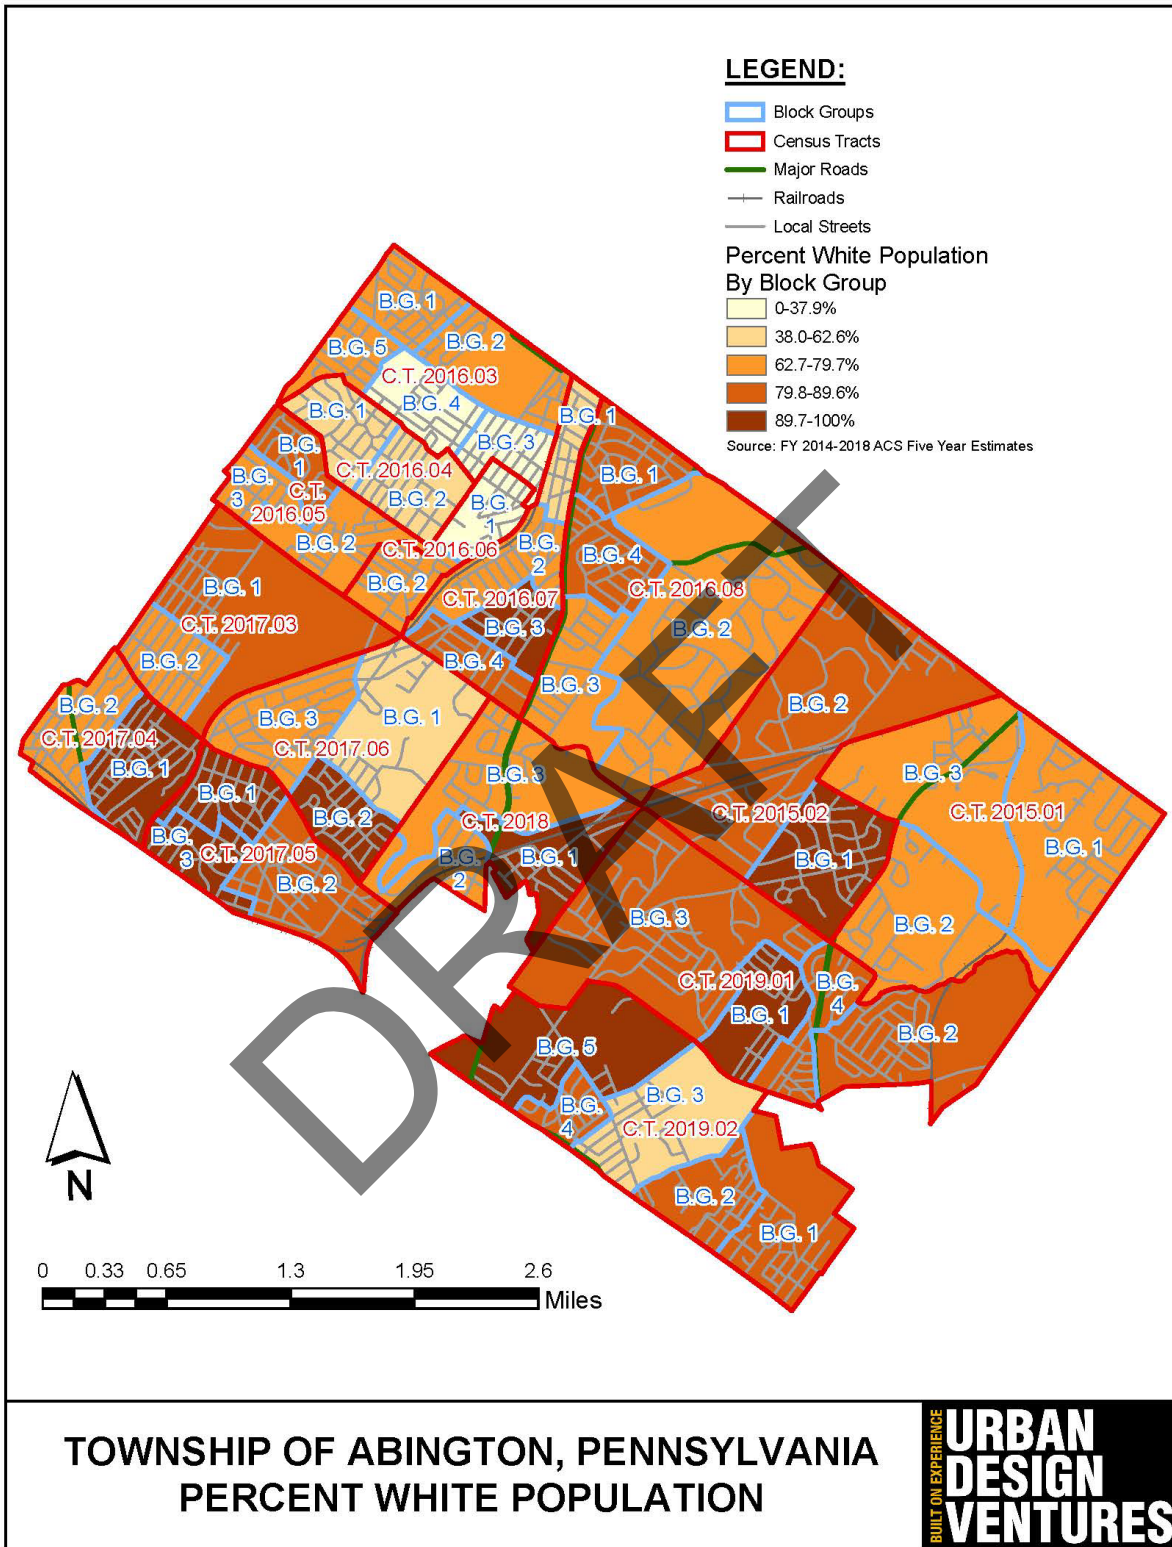 LEGEND:
Block Groups
Census Tracts
Major Roads
Railroads
Local Streets
Percent White Population
By Block Group
0-37.9%
38.0-62.6%
62.7-79.7%
79.8-89.6%
89.7-100%
Source: FY 2014-2018 ACS Five Year Estimates
B.G. 1
B.G. 2
B.G. 5
C.T. 2016.03
B.G. 4
B.G. 1
B.G. 1
B.G. 3
B.G.
1
C.T. 2016.04
B.G. 1
B.G.
3
C.T.
2016.05
B.G. 2
B.G.
1
B.G. 2
C.T. 2016.06
B.G.
2
B.G. 4
B.G. 2
C.T. 2016.07
C.T. 2016.08
B.G. 1
C.T. 2017.03
B.G. 3
B.G. 2
B.G. 2
B.G. 4
B.G. 3
B.G. 2
B.G. 2
C.T. 2017.04
B.G. 3
B.G. 1
C.T. 2017.06
B.G. 1
B.G. 3
B.G. 3
B.G. 1
B.G. 2
C.T. 2018
C.T. 2015.02
C.T. 2015.01
B.G.
3
C.T. 2017.05
B.G. 2
B.G.
2
B.G. 1
B.G. 1
B.G. 1
B.G. 3
B.G. 2
C.T. 2019.01
B.G.
4
B.G. 1
B.G. 2
B.G. 5
B.G.
4
B.G. 3
C.T. 2019.02
B.G. 2
B.G. 1
DRAFT
N
0 0.33 0.65 1.3 1.95 2.6
Miles
TOWNSHIP OF ABINGTON, PENNSYLVANIA
PERCENT WHITE POPULATION
BUILT ON EXPERIENCE
URBAN
DESIGN
VENTURES